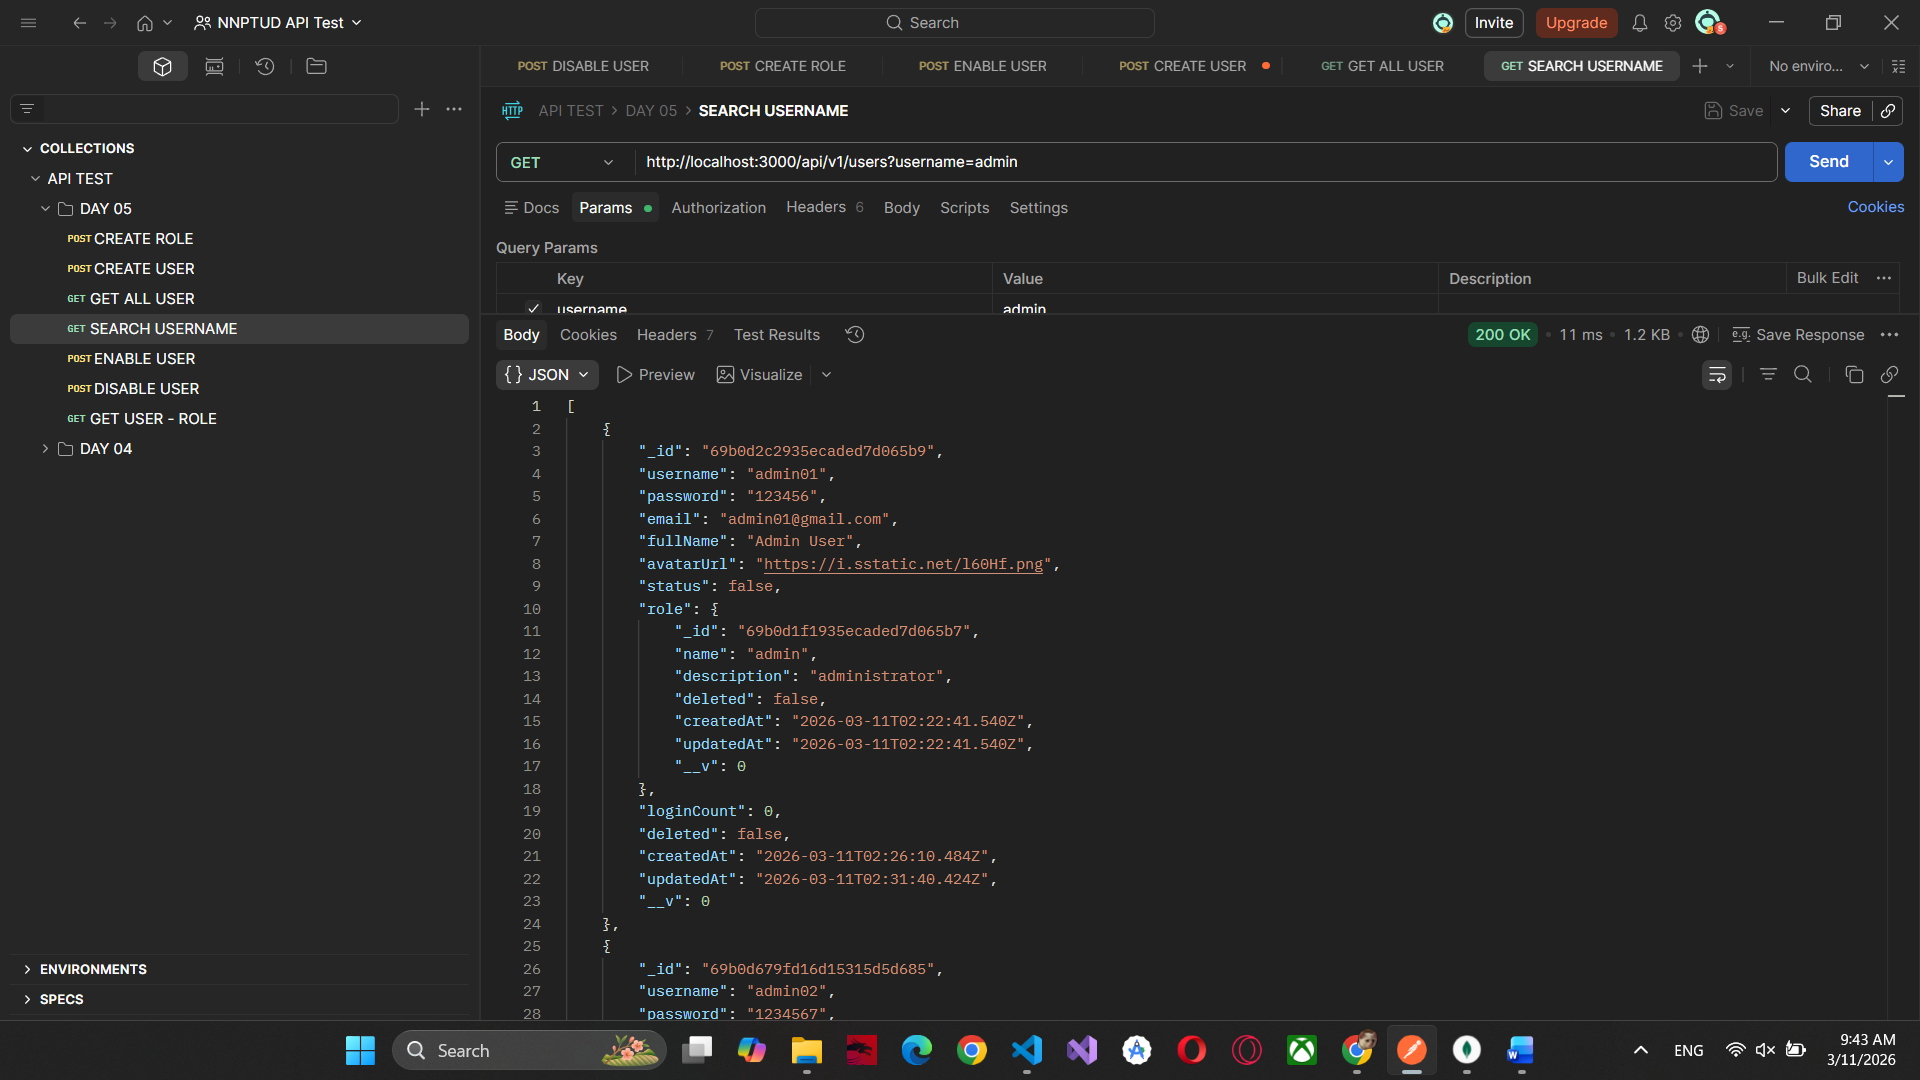 NNPTUD API Test
Search
Invite
Upgrade
POST DISABLE USER
POST CREATE ROLE
POST ENABLE USER
POST CREATE USER
GET GET ALL USER
GET SEARCH USERNAME
No enviro...
HTTP API TEST > DAY 05 > SEARCH USERNAME
Save
Share
COLLECTIONS
API TEST
DAY 05
POST CREATE ROLE
POST CREATE USER
GET GET ALL USER
GET SEARCH USERNAME
POST ENABLE USER
POST DISABLE USER
GET GET USER - ROLE
DAY 04
ENVIRONMENTS
SPECS
GET http://localhost:3000/api/v1/users?username=admin
Send
Docs Params Authorization Headers 6 Body Scripts Settings
Cookies
Query Params
Key Value Description Bulk Edit
username admin
Body Cookies Headers 7 Test Results
200 OK • 11 ms • 1.2 KB
e.g. Save Response
{} JSON Preview Visualize
1 [
2 {
3 "_id": "69b0d2c2935ecaded7d065b9",
4 "username": "admin01",
5 "password": "123456",
6 "email": "admin01@gmail.com",
7 "fullName": "Admin User",
8 "avatarUrl": "https://i.sstatic.net/l60Hf.png",
9 "status": false,
10 "role": {
11 "_id": "69b0d1f1935ecaded7d065b7",
12 "name": "admin",
13 "description": "administrator",
14 "deleted": false,
15 "createdAt": "2026-03-11T02:22:41.540Z",
16 "updatedAt": "2026-03-11T02:22:41.540Z",
17 "__v": 0
18 },
19 "loginCount": 0,
20 "deleted": false,
21 "createdAt": "2026-03-11T02:26:10.484Z",
22 "updatedAt": "2026-03-11T02:31:40.424Z",
23 "__v": 0
24 },
25 {
26 "_id": "69b0d679fd16d15315d5d685",
27 "username": "admin02",
28 "password": "1234567",
Search
ENG
9:43 AM
3/11/2026